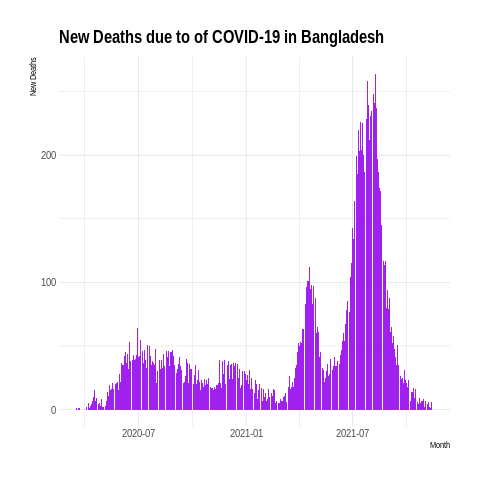 New Deaths due to of COVID-19 in Bangladesh
New Deaths
200
100
0
2020-07
2021-01
2021-07
Month